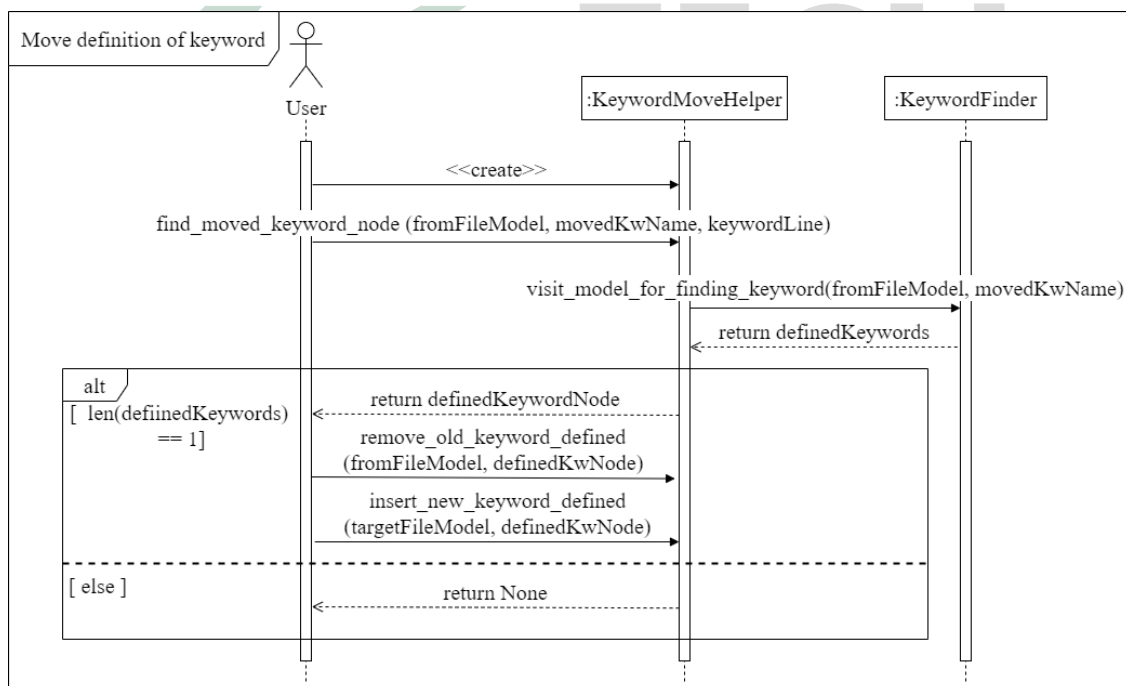 Move definition of keyword
User
:KeywordMoveHelper
:KeywordFinder
<<create>>
find_moved_keyword_node (fromFileModel, movedKwName, keywordLine)
visit_model_for_finding_keyword(fromFileModel, movedKwName)
return definedKeywords
alt
[ len(defiinedKeywords)
== 1]
return definedKeywordNode
remove_old_keyword_defined
(fromFileModel, definedKwNode)
insert_new_keyword_defined
(targetFileModel, definedKwNode)
[ else ]
return None